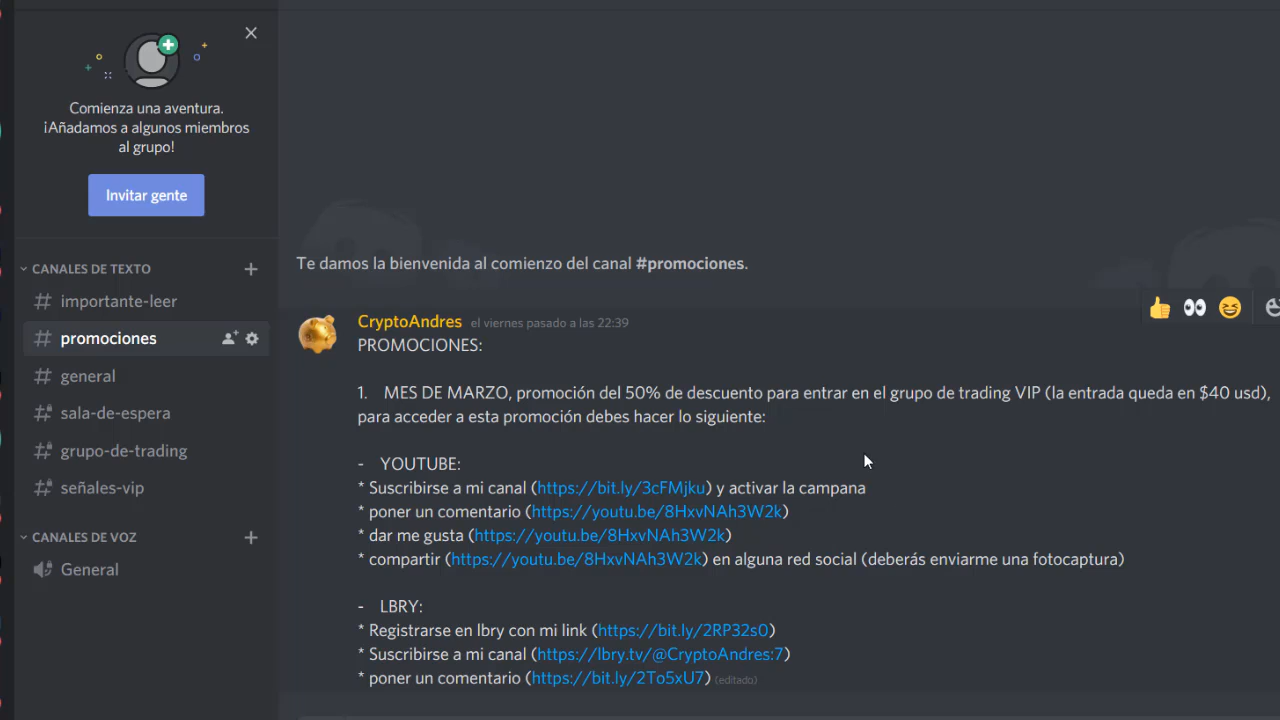 Comienza una aventura.
¡Añadamos a algunos miembros
al grupo!
Invitar gente
CANALES DE TEXTO
importante-leer
promociones
general
sala-de-espera
grupo-de-trading
señales-vip
CANALES DE VOZ
General
Te damos la bienvenida al comienzo del canal #promociones.
CryptoAndres el viernes pasado a las 22:39
PROMOCIONES:
1. MES DE MARZO, promoción del 50% de descuento para entrar en el grupo de trading VIP (la entrada queda en $40 usd),
para acceder a esta promoción debes hacer lo siguiente:
- YOUTUBE:
* Suscribirse a mi canal (https://bit.ly/3cFMjku) y activar la campana
* poner un comentario (https://youtu.be/8HxvNAh3W2k)
* dar me gusta (https://youtu.be/8HxvNAh3W2k)
* compartir (https://youtu.be/8HxvNAh3W2k) en alguna red social (deberás enviarme una fotocaptura)
- LBRY:
* Registrarse en lbry con mi link (https://bit.ly/2RP32s0)
* Suscribirse a mi canal (https://lbry.tv/@CryptoAndres:7)
* poner un comentario (https://bit.ly/2To5xU7) (editado)